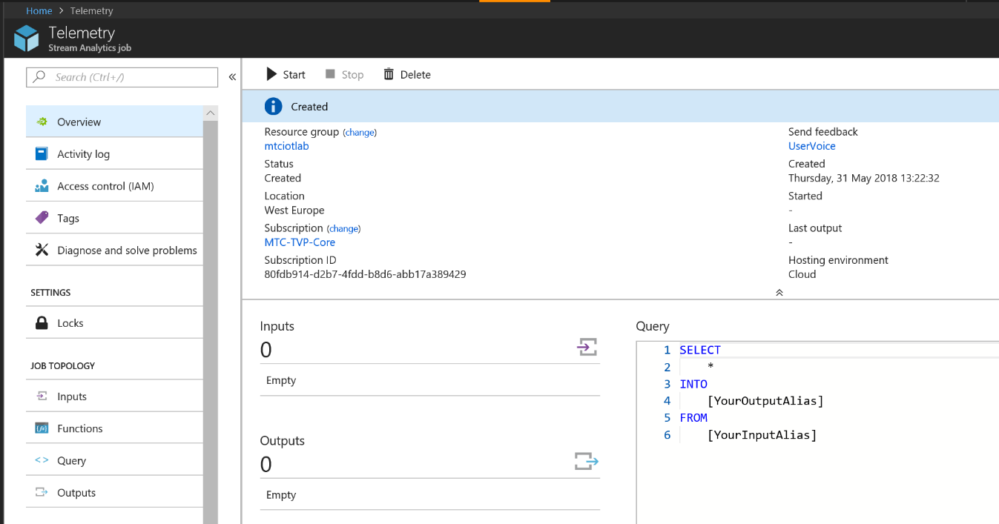 Home > Telemetry
Telemetry
Stream Analytics job
Search (Ctrl+/)
«
Overview
Activity log
Access control (IAM)
Tags
Diagnose and solve problems
SETTINGS
Locks
JOB TOPOLOGY
Inputs
Functions
Query
Outputs
Start Stop Delete
Created
Resource group (change)
mtciotlab
Status
Created
Location
West Europe
Subscription (change)
MTC-TVP-Core
Subscription ID
80fdb914-d2b7-4fdd-b8d6-abb17a389429
Send feedback
UserVoice
Created
Thursday, 31 May 2018 13:22:32
Started
-
Last output
-
Hosting environment
Cloud
Inputs
0
Empty
Outputs
0
Empty
Query
1 SELECT
2 *
3 INTO
4 [YourOutputAlias]
5 FROM
6 [YourInputAlias]